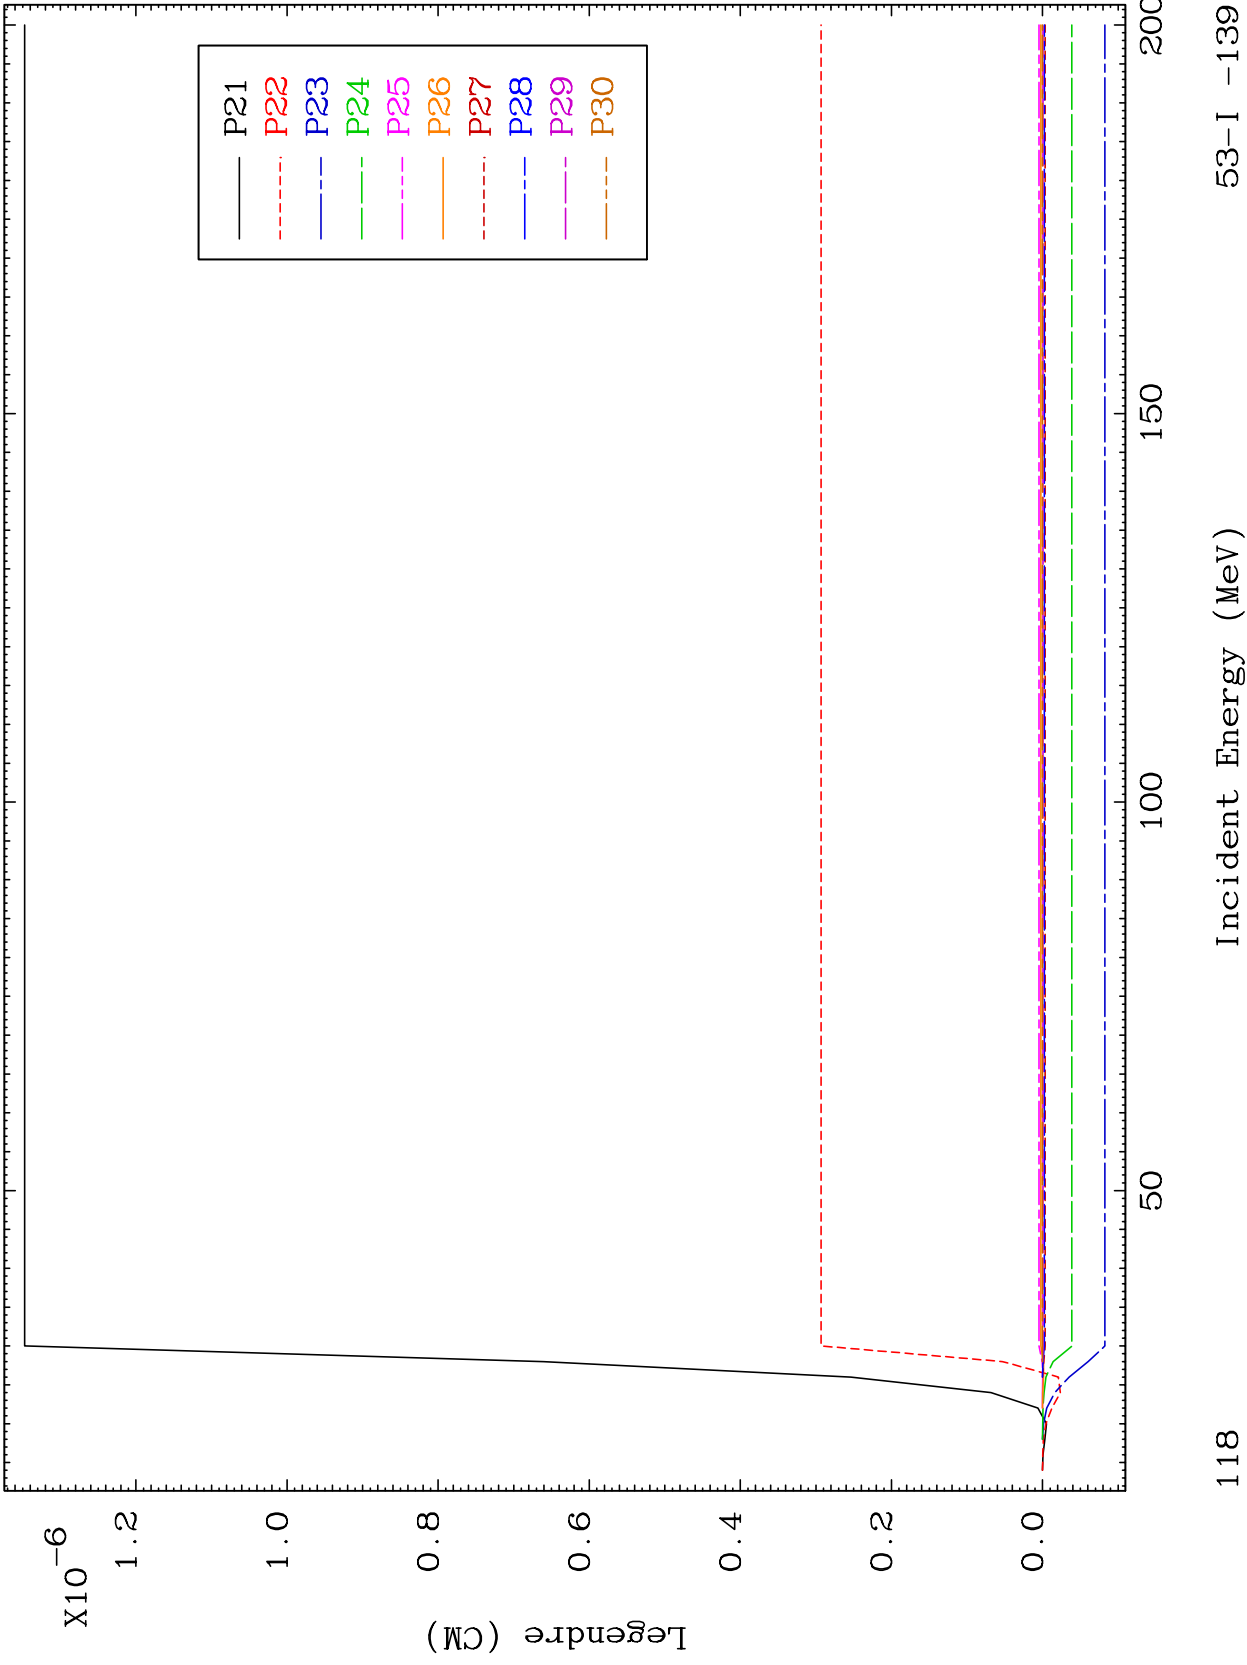 X10-6
1.2
1.0
0.8
0.6
0.4
0.2
0.0
Legendre (CM)
P21
P22
P23
P24
P25
P26
P27
P28
P29
P30
50
100
150
200
Incident Energy (MeV)
118
53-I -139